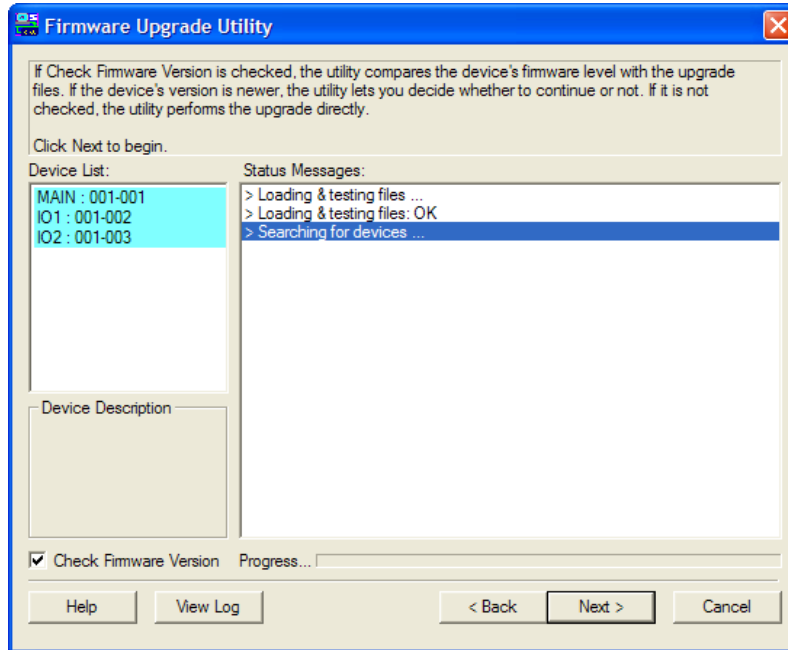 Firmware Upgrade Utility
If Check Firmware Version is checked, the utility compares the device's firmware level with the upgrade
files. If the device's version is newer, the utility lets you decide whether to continue or not. If it is not
checked, the utility performs the upgrade directly.
Click Next to begin.
Device List:
MAIN : 001-001
IO1 : 001-002
IO2 : 001-003
Status Messages:
> Loading & testing files ...
> Loading & testing files: OK
> Searching for devices ...
Device Description
Check Firmware Version
Progress...
Help
View Log
< Back
Next >
Cancel